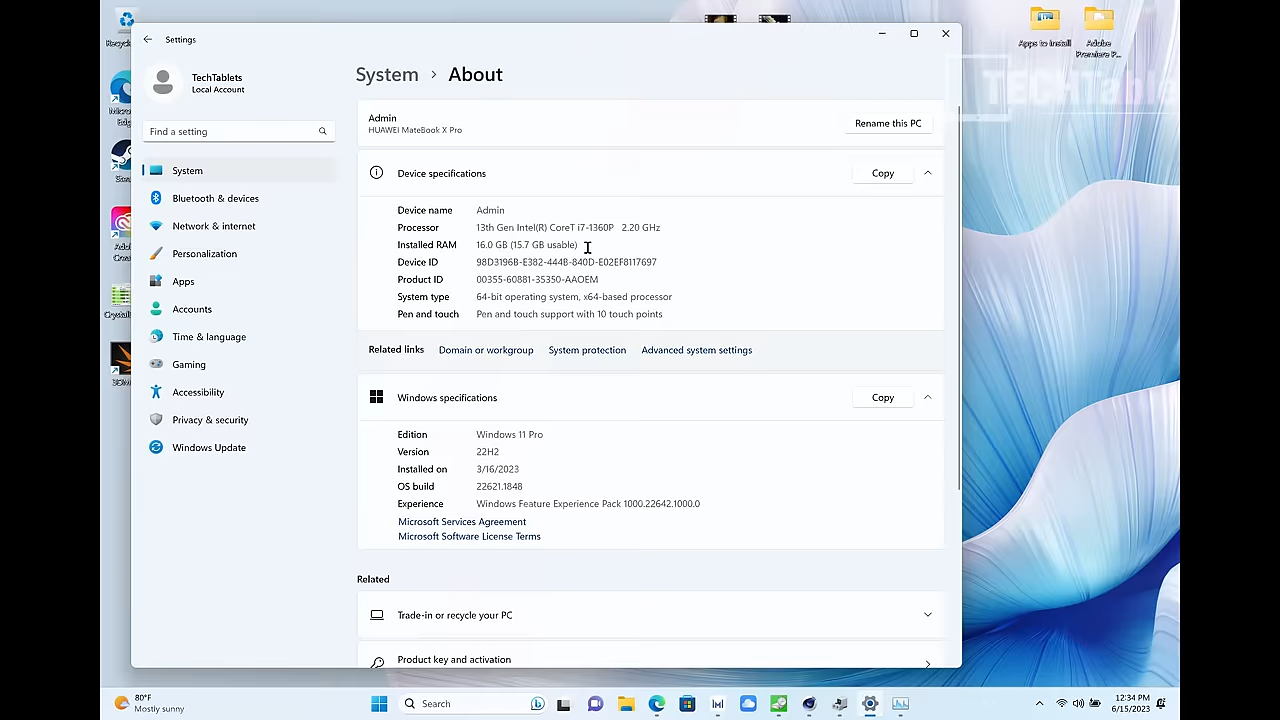 Settings
TechTablets
Local Account
Find a setting
System
Bluetooth & devices
Network & internet
Personalization
Apps
Accounts
Time & language
Gaming
Accessibility
Privacy & security
Windows Update
System > About
Admin
HUAWEI MateBook X Pro
Rename this PC
Device specifications
Copy
Device name Admin
Processor 13th Gen Intel(R) CoreT i7-1360P 2.20 GHz
Installed RAM 16.0 GB (15.7 GB usable)
Device ID 98D3196B-E382-444B-840D-E02EF8117697
Product ID 00355-60881-35350-AAOEM
System type 64-bit operating system, x64-based processor
Pen and touch Pen and touch support with 10 touch points
Related links Domain or workgroup System protection Advanced system settings
Windows specifications
Copy
Edition Windows 11 Pro
Version 22H2
Installed on 3/16/2023
OS build 22621.1848
Experience Windows Feature Experience Pack 1000.22642.1000.0
Microsoft Services Agreement
Microsoft Software License Terms
Related
Trade-in or recycle your PC
Product key and activation
Apps to install
Adobe
Premiere P...
TECHTable
80°F
Mostly sunny
Search
12:34 PM
6/15/2023